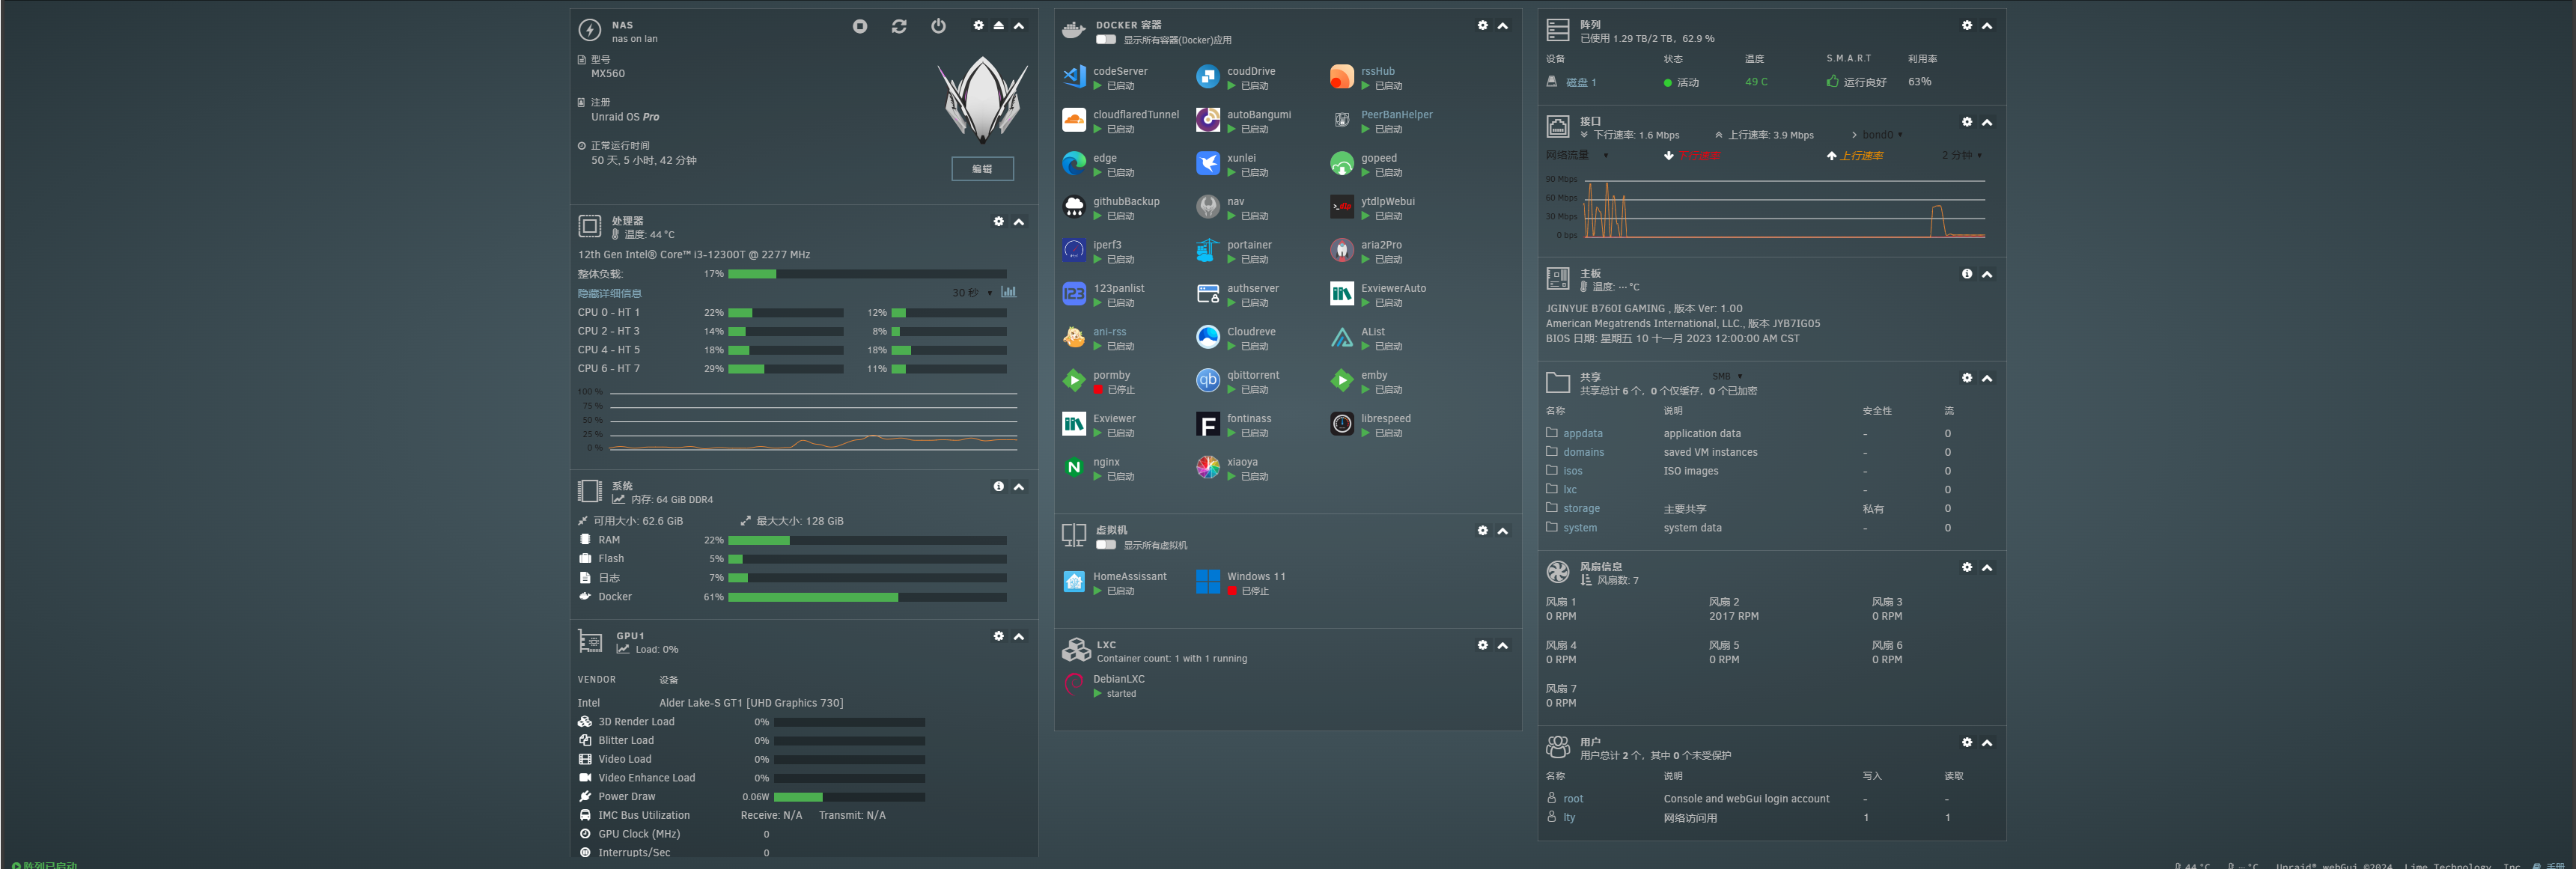 NAS
nas on lan
型号
MX560
注册
Unraid OS Pro
正常运行时间
50 天, 5 小时, 42 分钟
编辑
处理器
温度: 44 °C
12th Gen Intel® Core™ i3-12300T @ 2277 MHz
整体负载: 17%
隐藏详细信息 30 秒
CPU 0 - HT 1 22% 12%
CPU 2 - HT 3 14% 8%
CPU 4 - HT 5 18% 18%
CPU 6 - HT 7 29% 11%
100 %
75 %
50 %
25 %
0 %
系统
内存: 64 GiB DDR4
可用大小: 62.6 GiB 最大大小: 128 GiB
RAM 22%
Flash 5%
日志 7%
Docker 61%
GPU1
Load: 0%
VENDOR 设备
Intel Alder Lake-S GT1 [UHD Graphics 730]
3D Render Load 0%
Blitter Load 0%
Video Load 0%
Video Enhance Load 0%
Power Draw 0.06W
IMC Bus Utilization Receive: N/A Transmit: N/A
GPU Clock (MHz) 0
Interrupts/Sec 0
DOCKER 容器
显示所有容器(Docker)应用
codeServer coudDrive rssHub
已启动 已启动 已启动
cloudflaredTunnel autoBangumi PeerBanHelper
已启动 已启动 已启动
edge xunlei gopeed
已启动 已启动 已启动
githubBackup nav ytdlpWebui
已启动 已启动 已启动
iperf3 portainer aria2Pro
已启动 已启动 已启动
123panlist authserver ExviewerAuto
已启动 已启动 已启动
ani-rss Cloudreve AList
已启动 已启动 已启动
pormby qbittorrent emby
已停止 已启动 已启动
Exviewer fontinass librespeed
已启动 已启动 已启动
nginx xiaoya
已启动 已启动
虚拟机
显示所有虚拟机
HomeAssissant Windows 11
已启动 已停止
LXC
Container count: 1 with 1 running
DebianLXC
started
阵列
已使用 1.29 TB/2 TB，62.9 %
设备 状态 温度 S.M.A.R.T 利用率
磁盘 1 活动 49 C 运行良好 63%
接口
下行速率: 1.6 Mbps 上行速率: 3.9 Mbps bond0
网络流量 下行速率 上行速率 2 分钟
90 Mbps
60 Mbps
30 Mbps
0 bps
主板
温度: -- °C
JGINYUE B760I GAMING , 版本 Ver: 1.00
American Megatrends International, LLC., 版本 JYB7IG05
BIOS 日期: 星期五 10 十一月 2023 12:00:00 AM CST
共享 SMB
共享总计 6 个，0 个仅缓存，0 个已加密
名称 说明 安全性 流
appdata application data - 0
domains saved VM instances - 0
isos ISO images - 0
lxc - 0
storage 主要共享 私有 0
system system data - 0
风扇信息
风扇数: 7
风扇 1 风扇 2 风扇 3
0 RPM 2017 RPM 0 RPM
风扇 4 风扇 5 风扇 6
0 RPM 0 RPM 0 RPM
风扇 7
0 RPM
用户
用户总计 2 个，其中 0 个未受保护
名称 说明 写入 读取
root Console and webGui login account - -
lty 网络访问用 1 1
阵列已启动
44 °C -- °C Unraid® webGui ©2024, Lime Technology, Inc. 手册